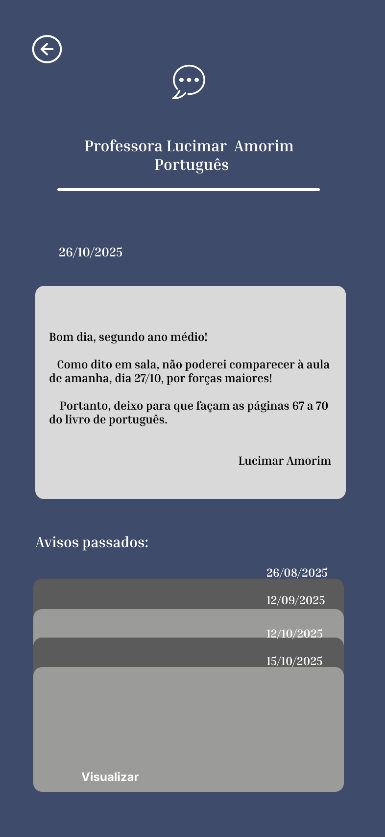 Professora Lucimar Amorim
Português
26/10/2025
Bom dia, segundo ano médio!
Como dito em sala, não poderei comparecer à aula
de amanha, dia 27/10, por forças maiores!
Portanto, deixo para que façam as páginas 67 a 70
do livro de português.
Lucimar Amorim
Avisos passados:
26/08/2025
12/09/2025
12/10/2025
15/10/2025
Visualizar